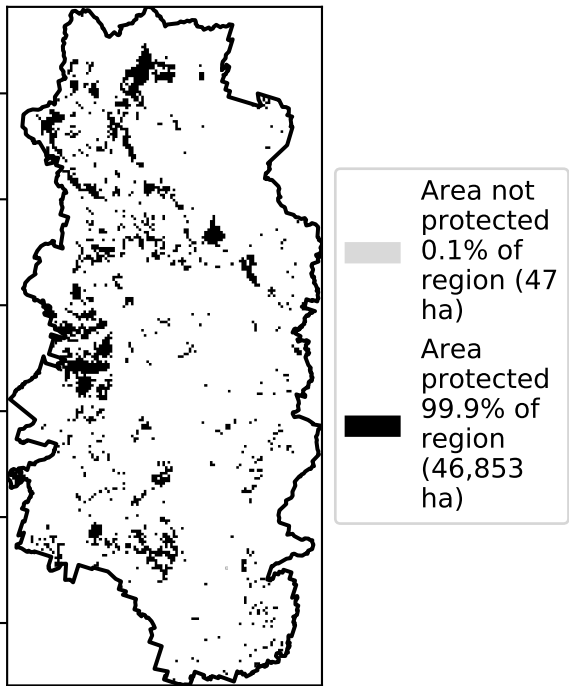 Area not
protected
0.1% of
region (47
ha)
Area
protected
99.9% of
region
(46,853
ha)